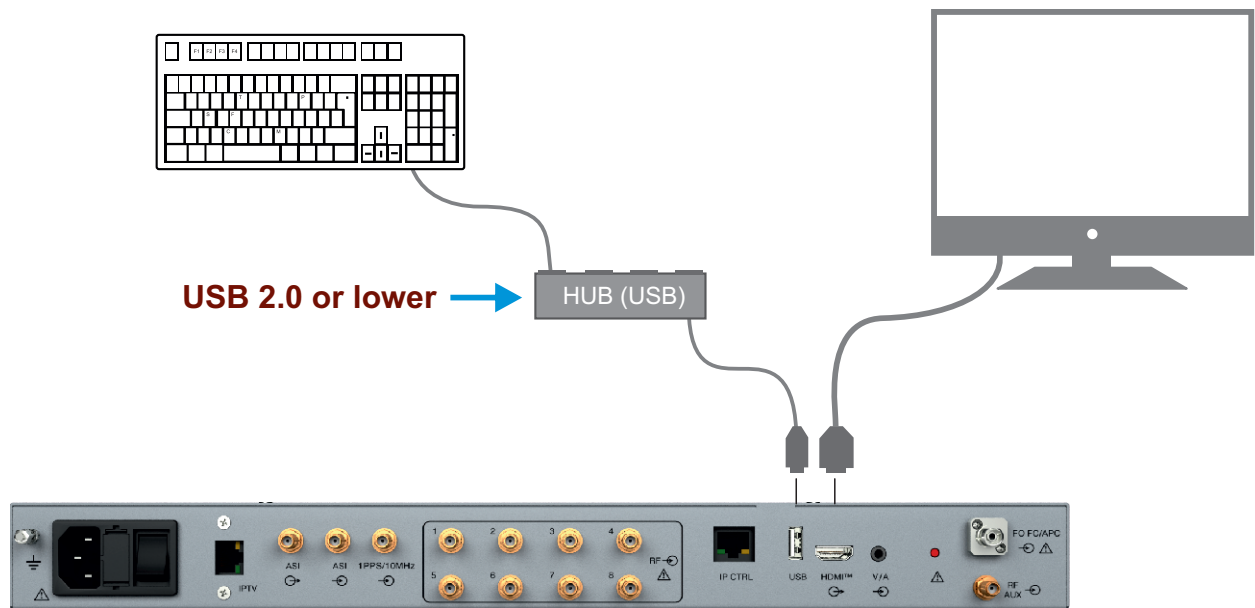 F1 F2 F3 F4
T P
S F
C M
USB 2.0 or lower
HUB (USB)
IPTV
ASI
ASI
1PPS/10MHz
1 2 3 4
5 6 7 8
RF
IP CTRL
USB
HDMI™
V/A
FO FC/APC
RF
AUX